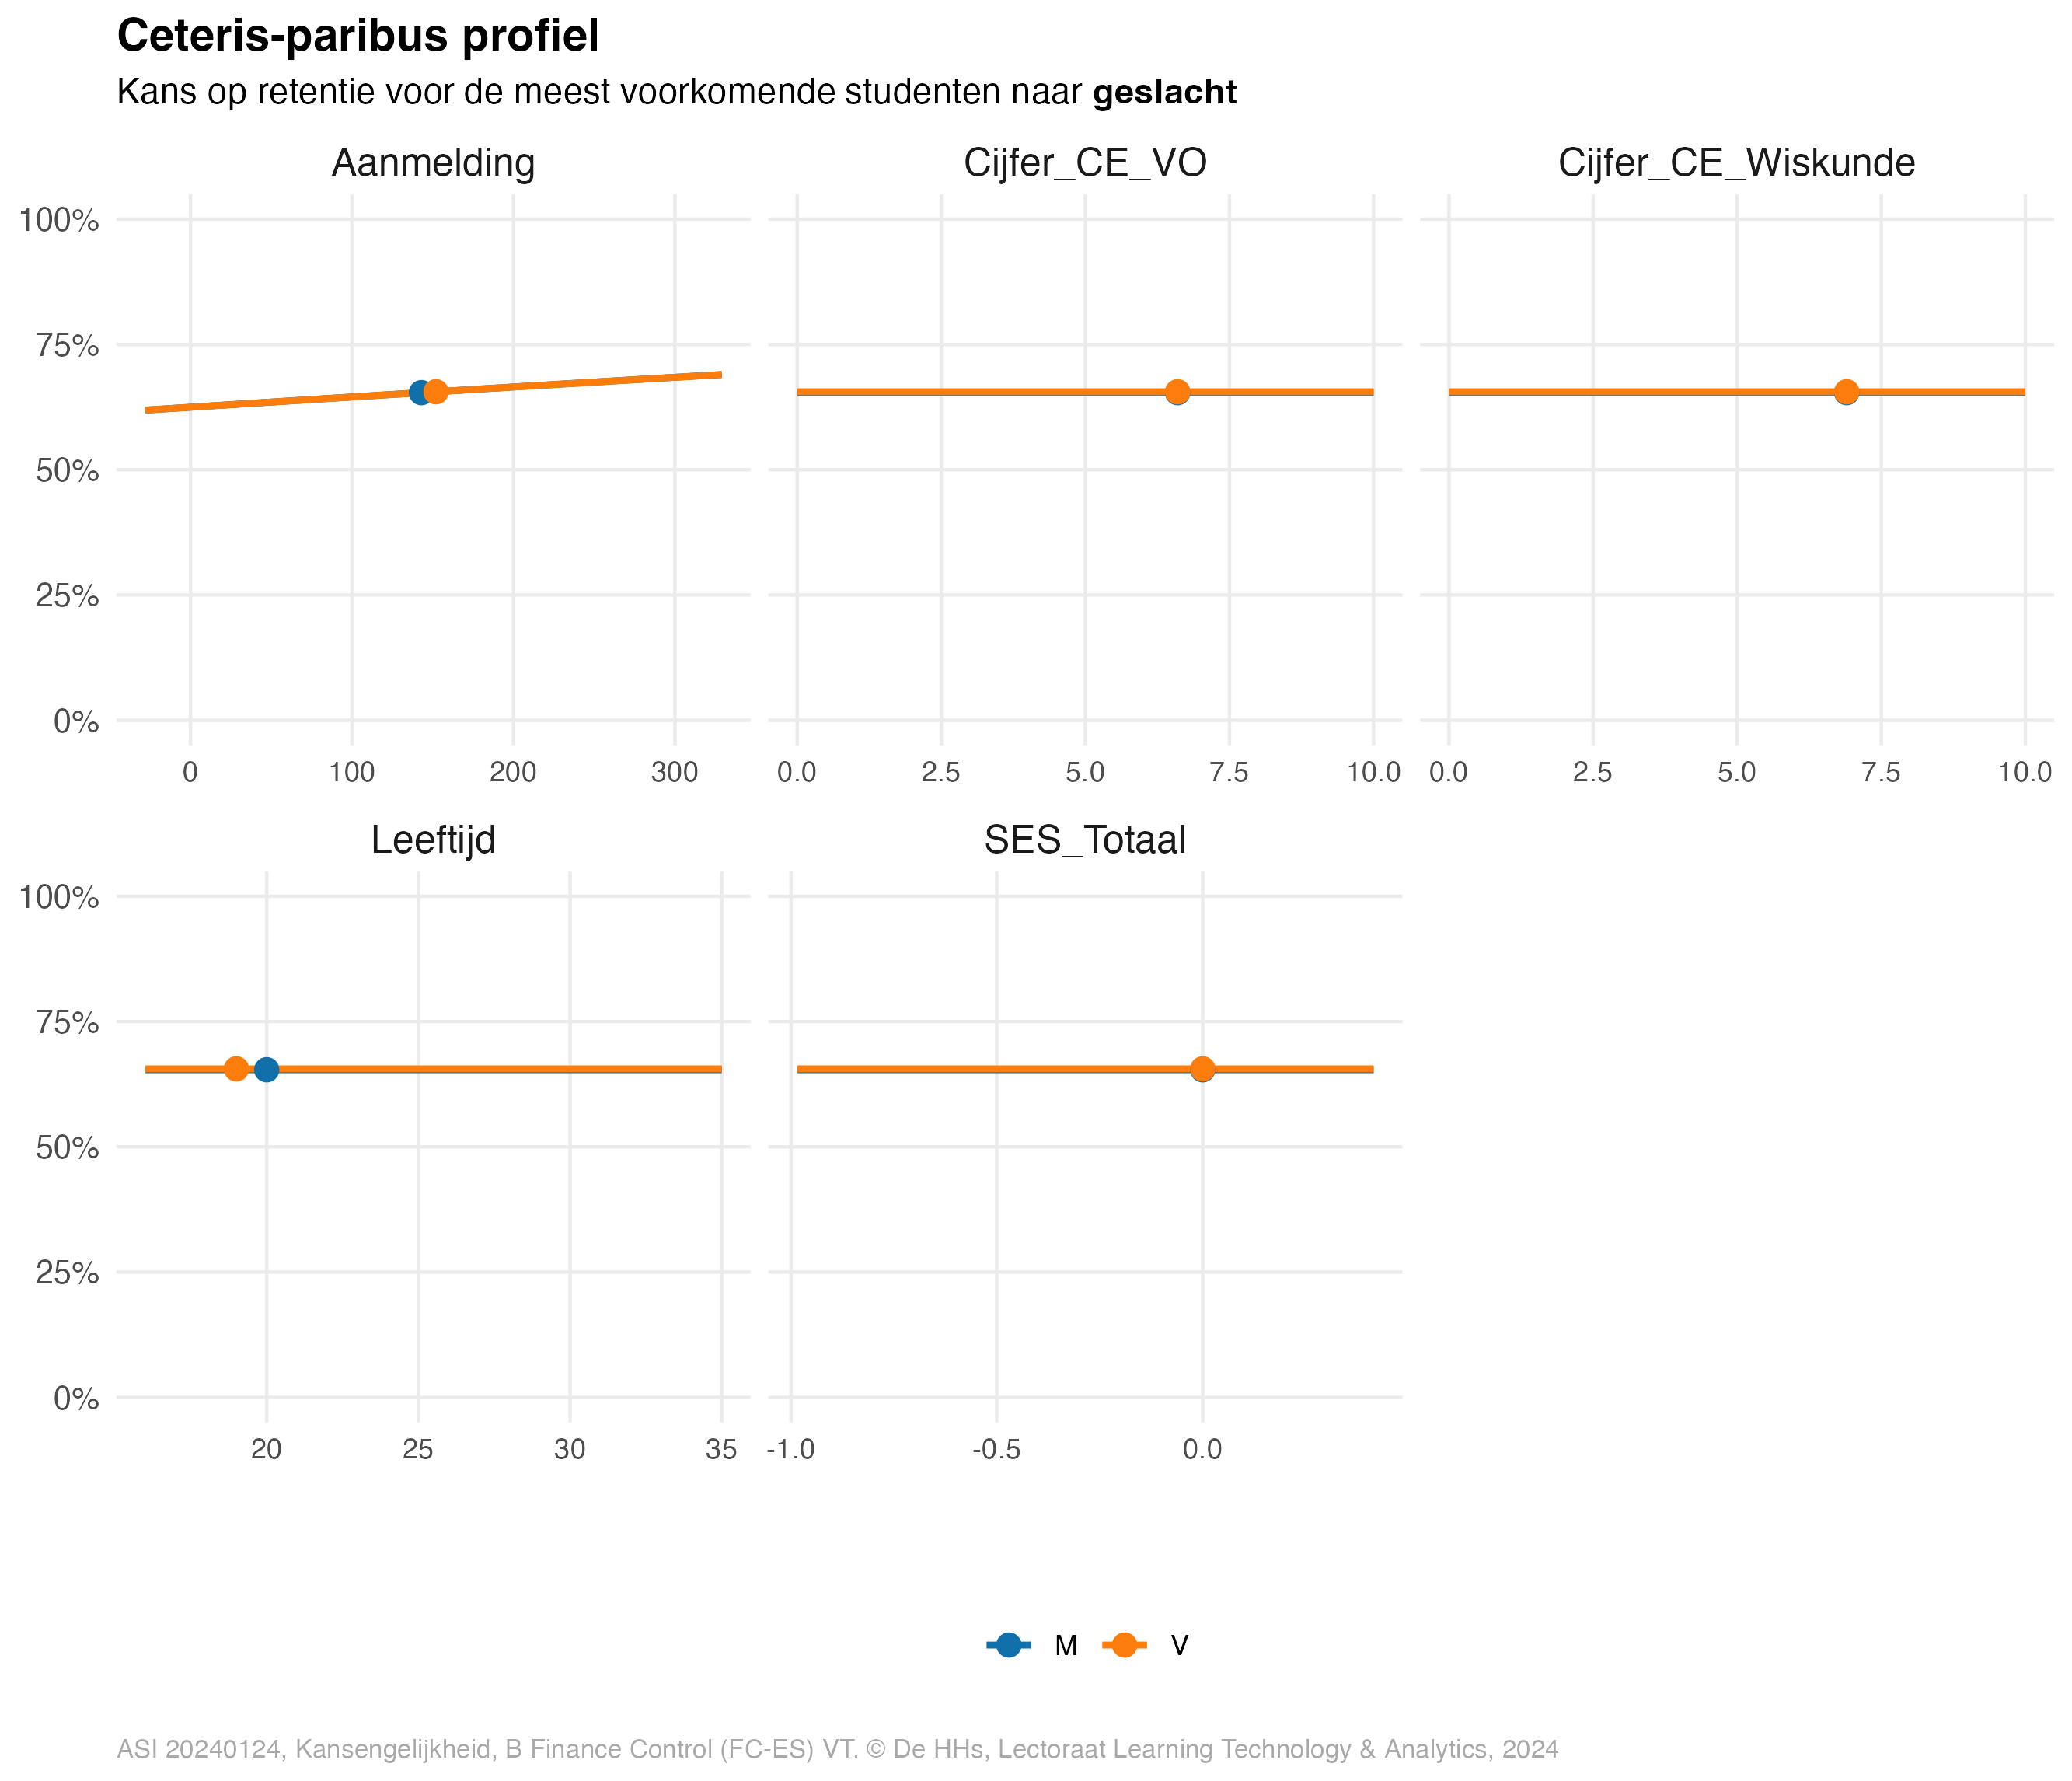 Ceteris-paribus profiel
Kans op retentie voor de meest voorkomende studenten naar geslacht
Aanmelding Cijfer_CE_VO Cijfer_CE_Wiskunde
100%
75%
50%
25%
0%
0 100 200 300 0.0 2.5 5.0 7.5 10.0 0.0 2.5 5.0 7.5 10.0
Leeftijd SES_Totaal
100%
75%
50%
25%
0%
20 25 30 35 -1.0 -0.5 0.0
M V
ASI 20240124, Kansengelijkheid, B Finance Control (FC-ES) VT. © De HHs, Lectoraat Learning Technology & Analytics, 2024